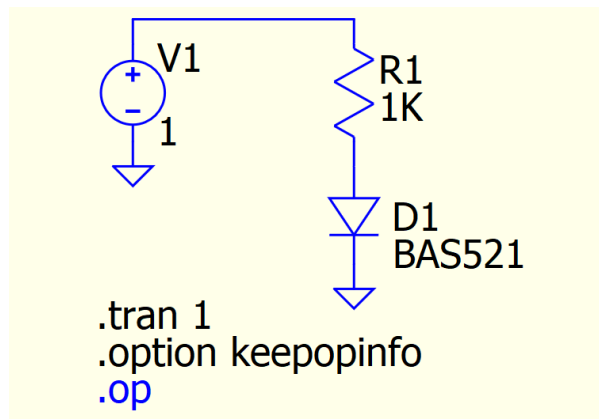 V1
1
R1
1K
D1
BAS521
.tran 1
.option keepopinfo
.op